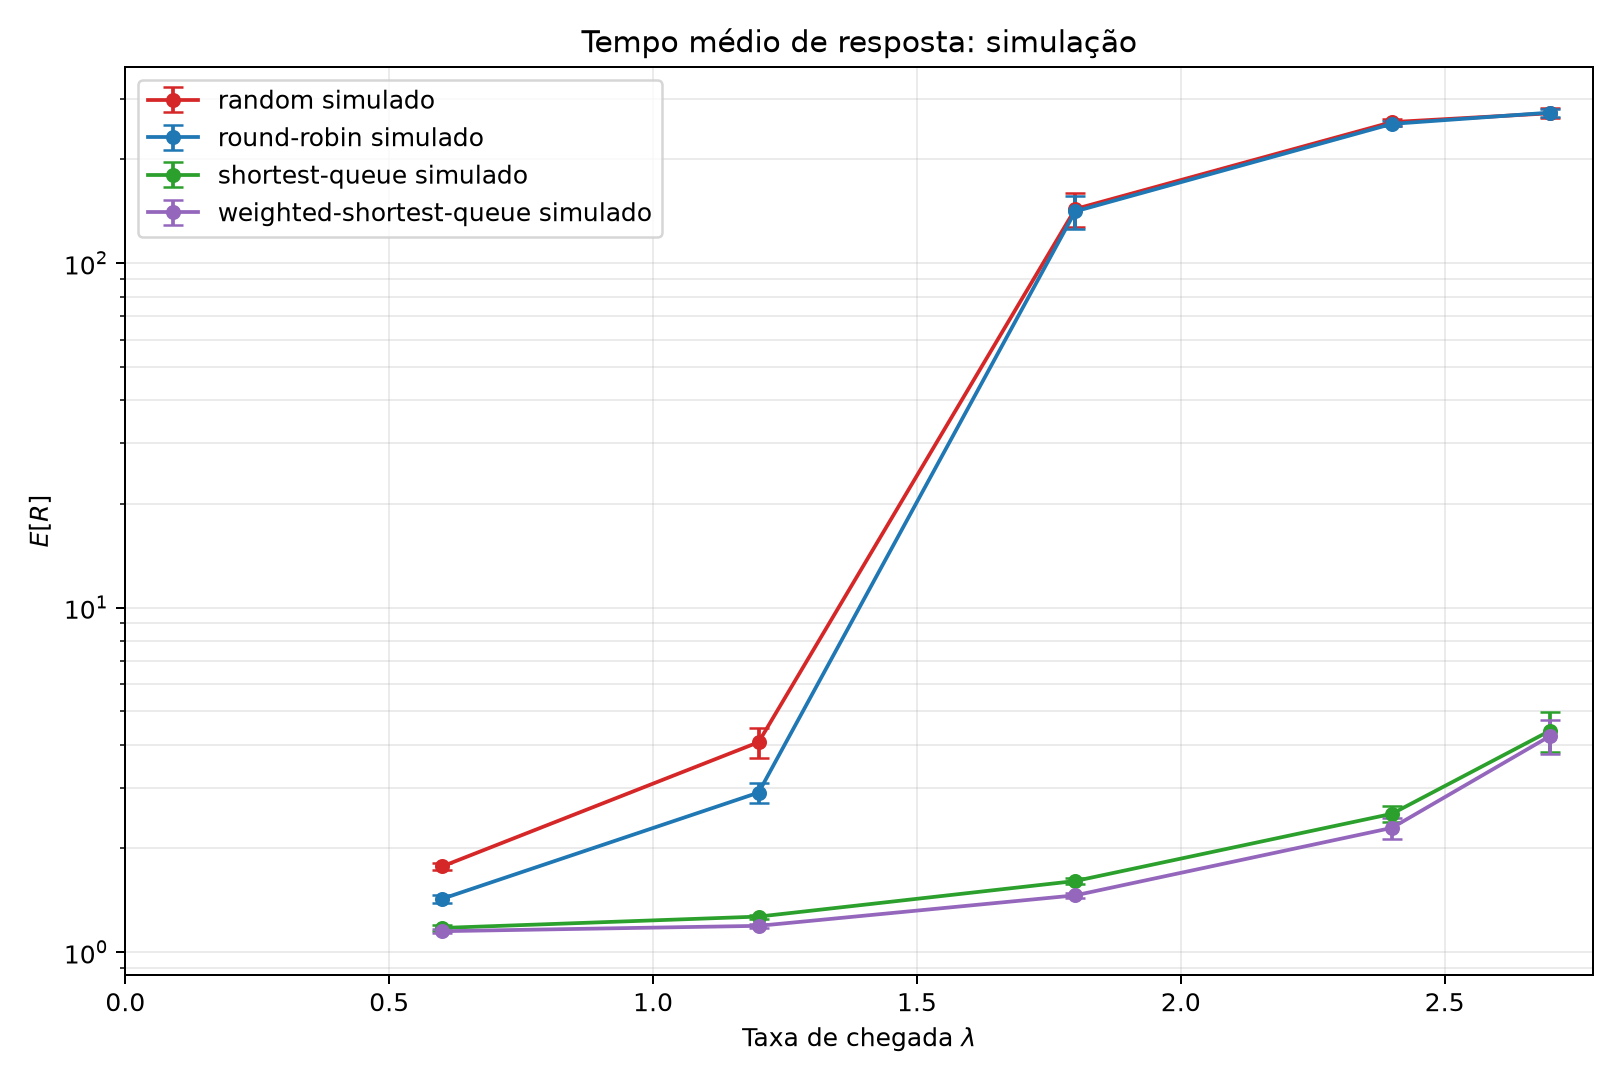 Tempo médio de resposta: simulação
random simulado
round-robin simulado
shortest-queue simulado
weighted-shortest-queue simulado
10²
10¹
10⁰
E[R]
0.0 0.5 1.0 1.5 2.0 2.5
Taxa de chegada λ